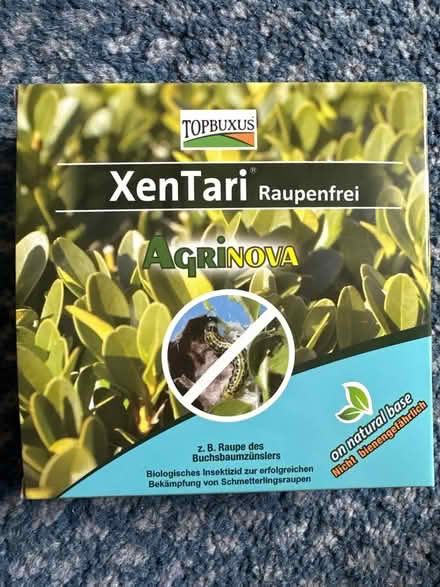 TOPBUXUS®
XenTari® Raupenfrei
AGRINOVA
z. B. Raupe des
Buchsbaumzünslers
Biologisches Insektizid zur erfolgreichen
Bekämpfung von Schmetterlingsraupen
on natural base
Nicht bienengefährlich